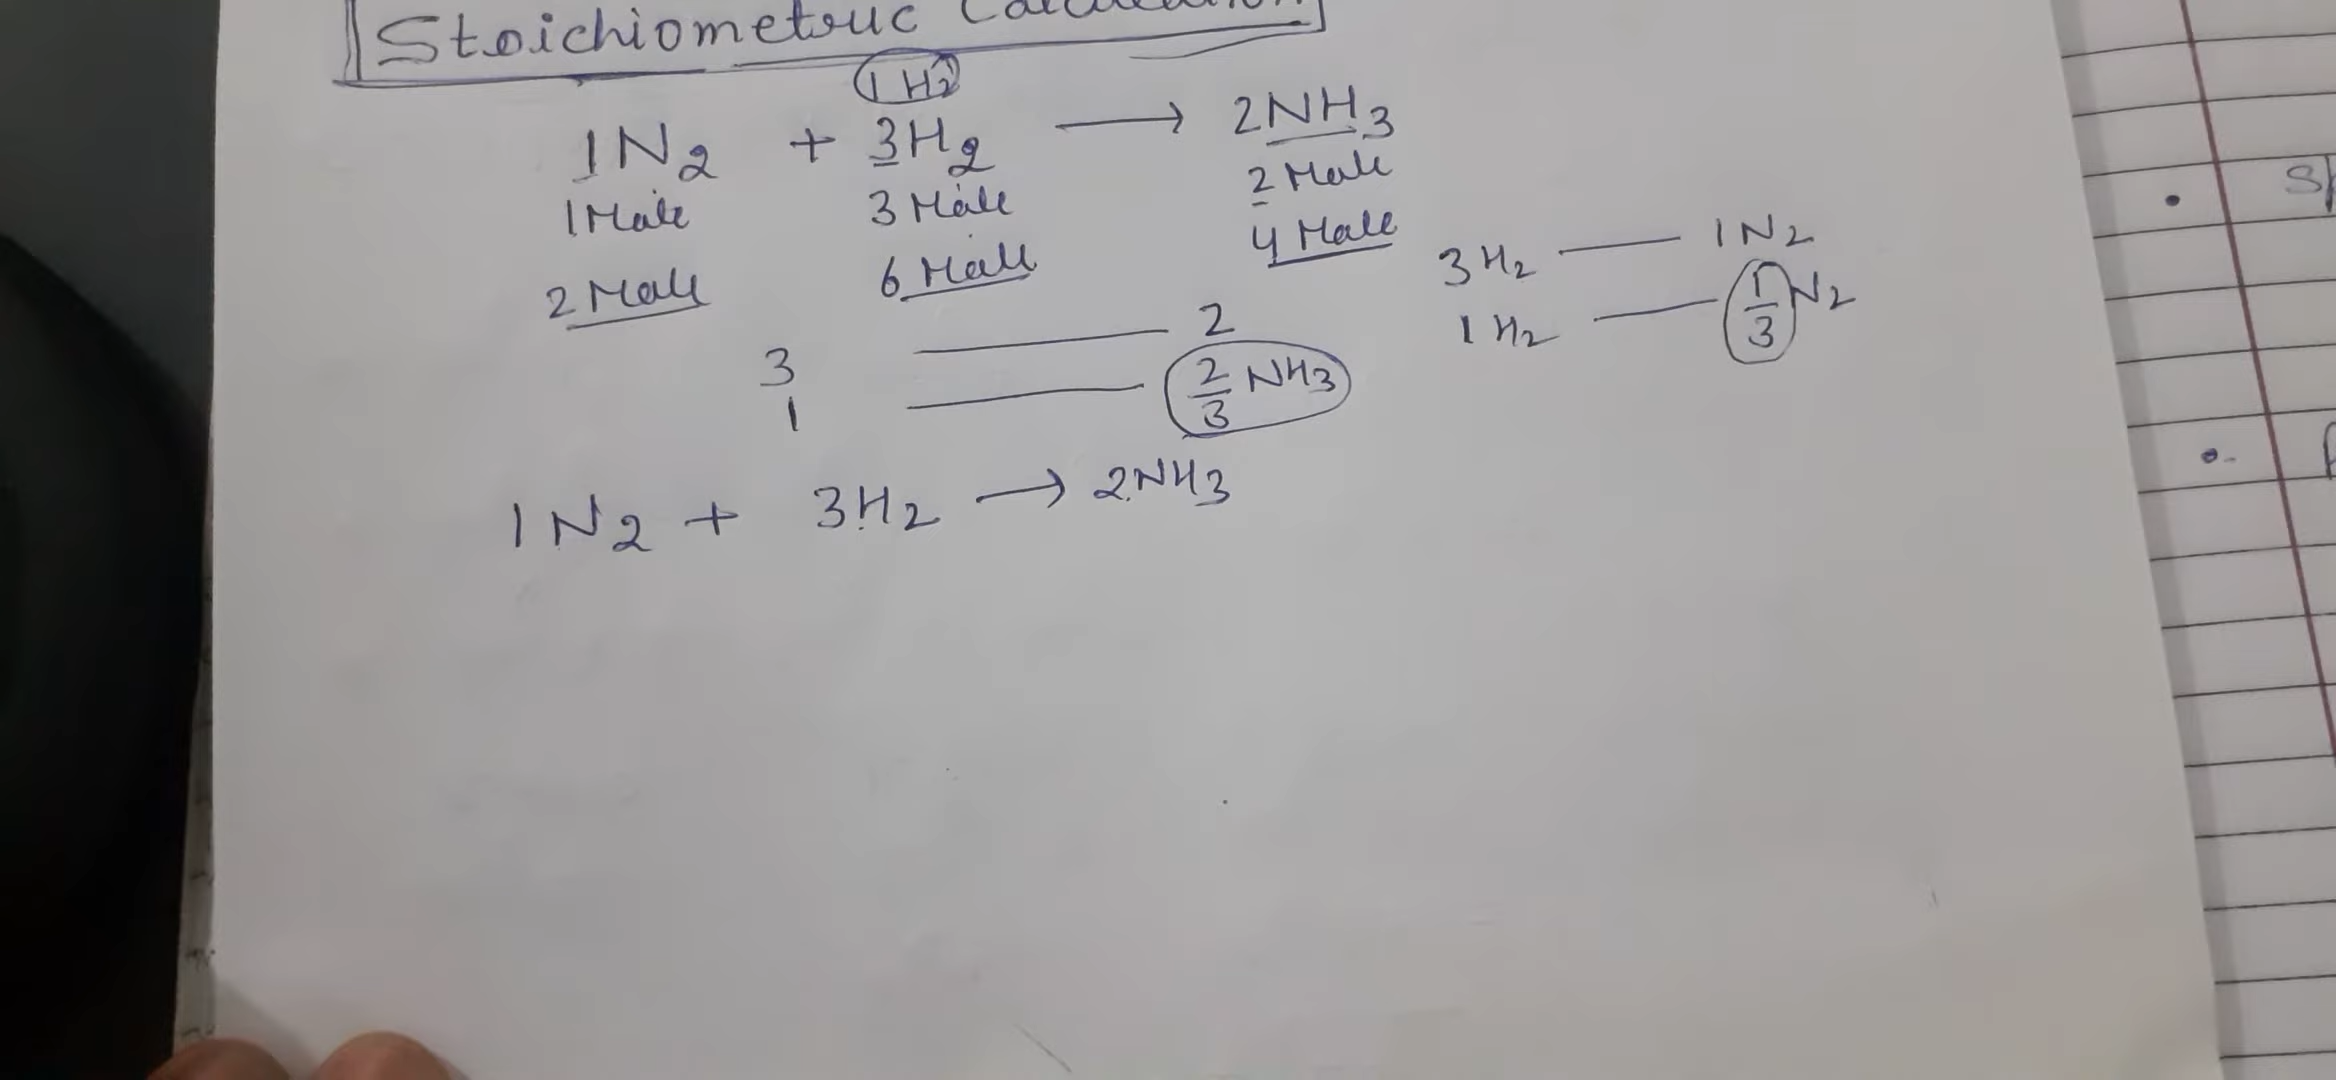 Stoichiometric Calculation
1 H2
1N2 + 3H2 → 2NH3
1 Mole 3 Mole 2 Mole
2 Mole 6 Mole 4 Mole
3H2 — 1N2
1H2 — 1/3 N2
3 — 2
1 — 2/3 NH3
1N2 + 3H2 → 2NH3